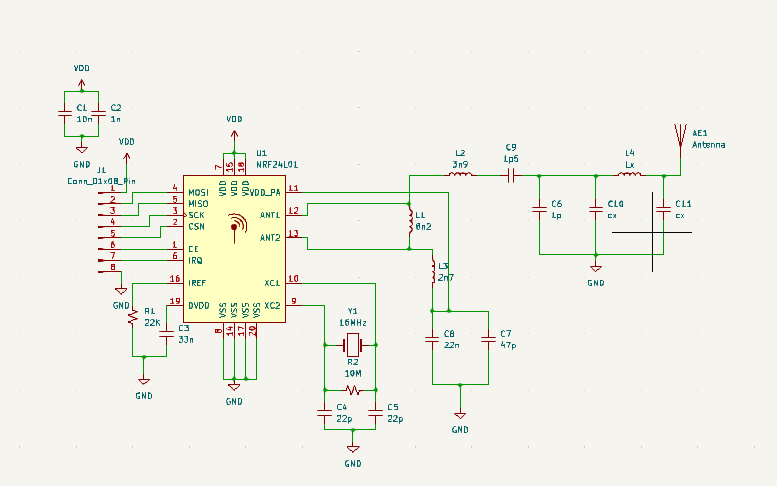 VDD
C1
10n
C2
1n
GND
J1
Conn_01x08_Pin
VDD
1
2
3
4
5
6
7
8
GND
VDD
U1
NRF24L01
7
15
18
VDD
VDD
VDD
4
MOSI
5
MISO
3
SCK
2
CSN
1
CE
6
IRQ
16
IREF
19
DVDD
VDD_PA
11
ANT1
12
ANT2
13
XC1
10
XC2
9
VSS
VSS
VSS
VSS
8
14
17
20
GND
R1
22K
C3
33n
GND
Y1
16MHz
R2
10M
C4
22p
C5
22p
GND
L1
8n2
L3
2n7
C8
22n
C7
47p
GND
L2
3n9
C9
1p5
C6
1p
C10
cx
L4
Lx
C11
cx
GND
AE1
Antenna